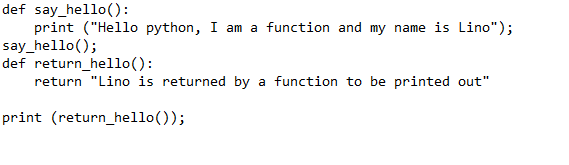 def say_hello():
    print ("Hello python, I am a function and my name is Lino");
say_hello();
def return_hello():
    return "Lino is returned by a function to be printed out"

print (return_hello());